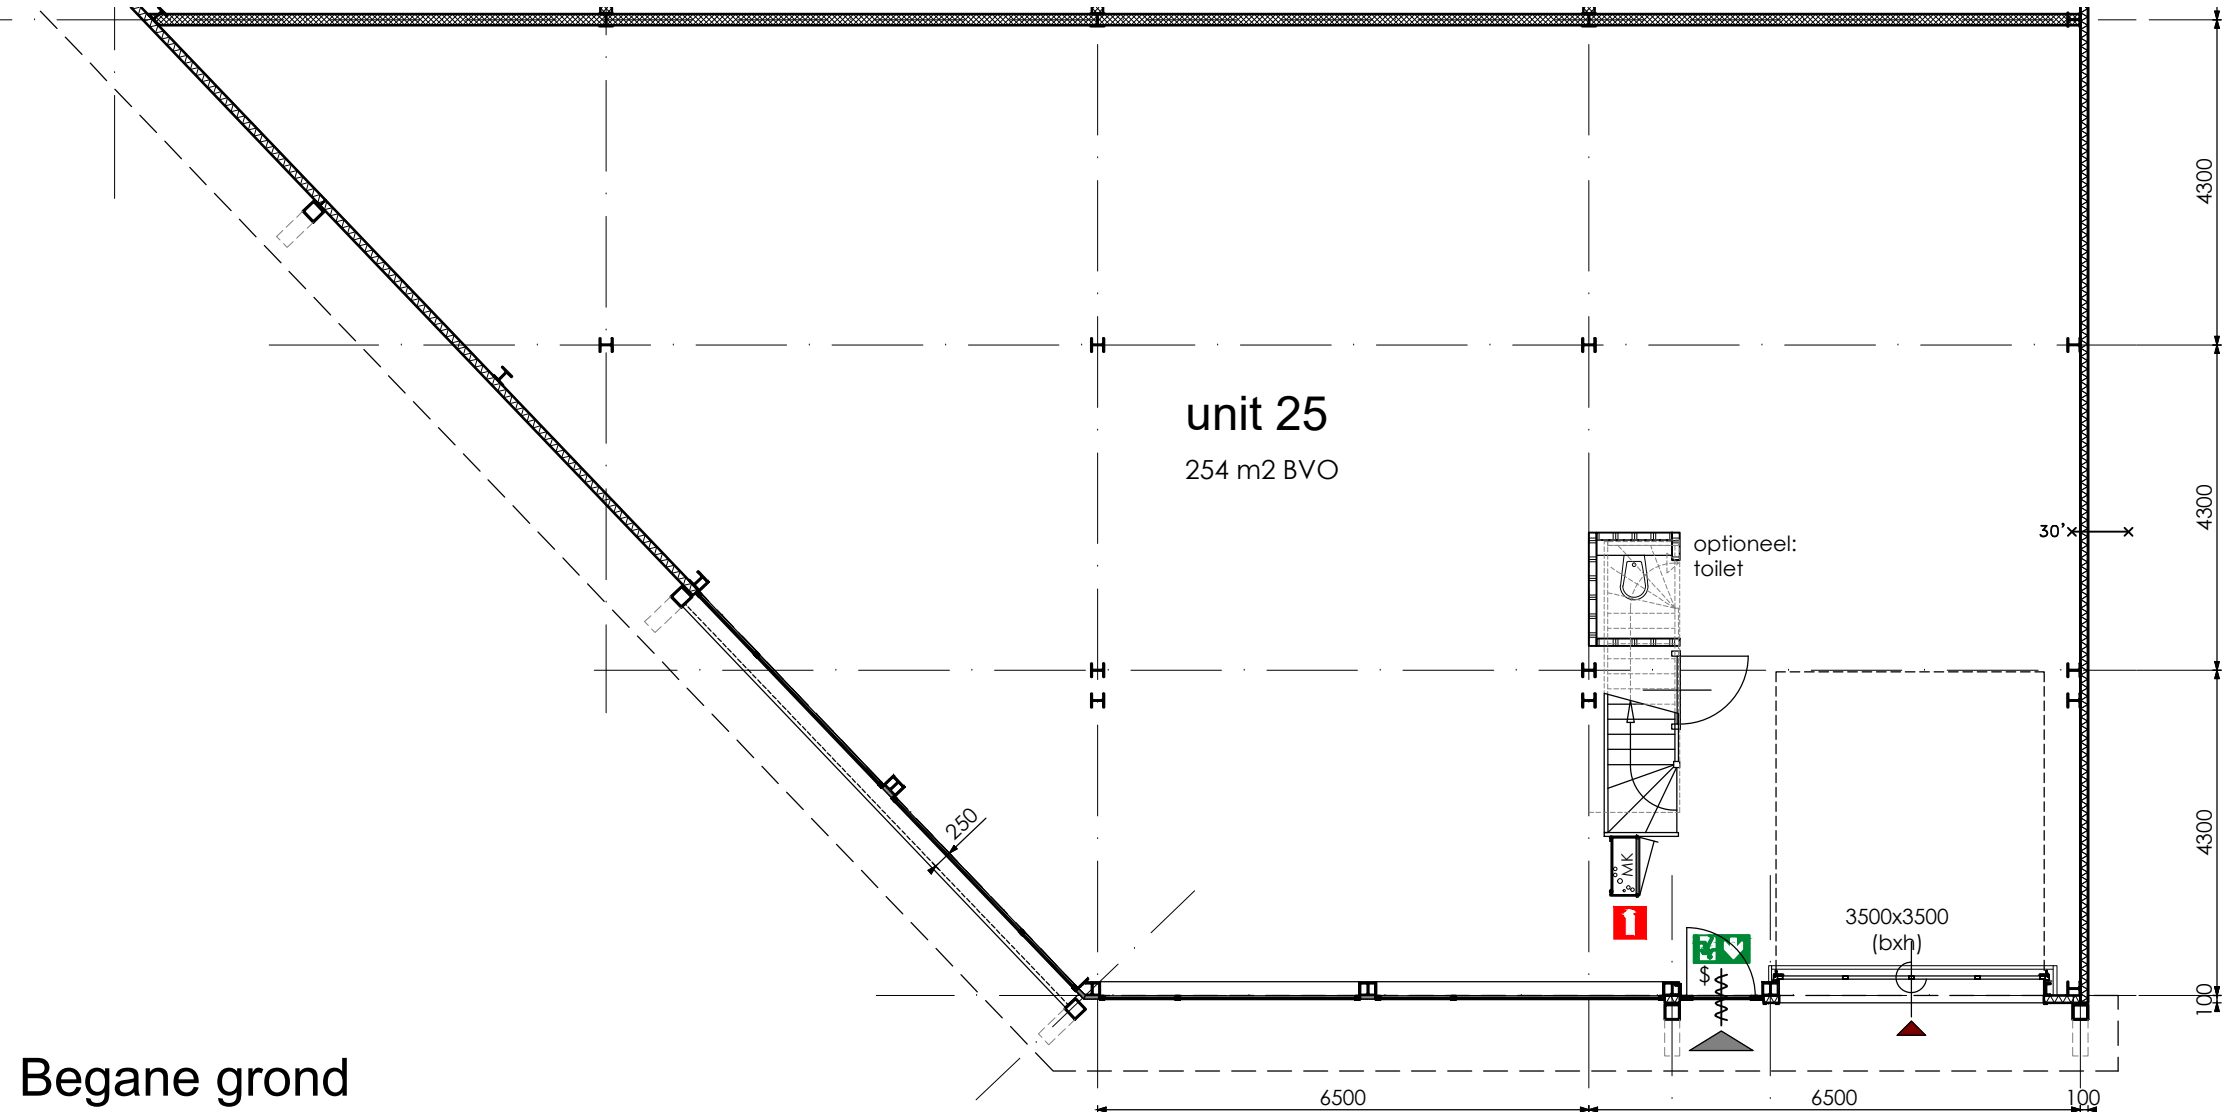 4300
unit 25
254 m2 BVO
4300
30'
optioneel:
toilet
250
4300
MK
3500x3500
(bxh)
$
100
Begane grond
6500
6500
100